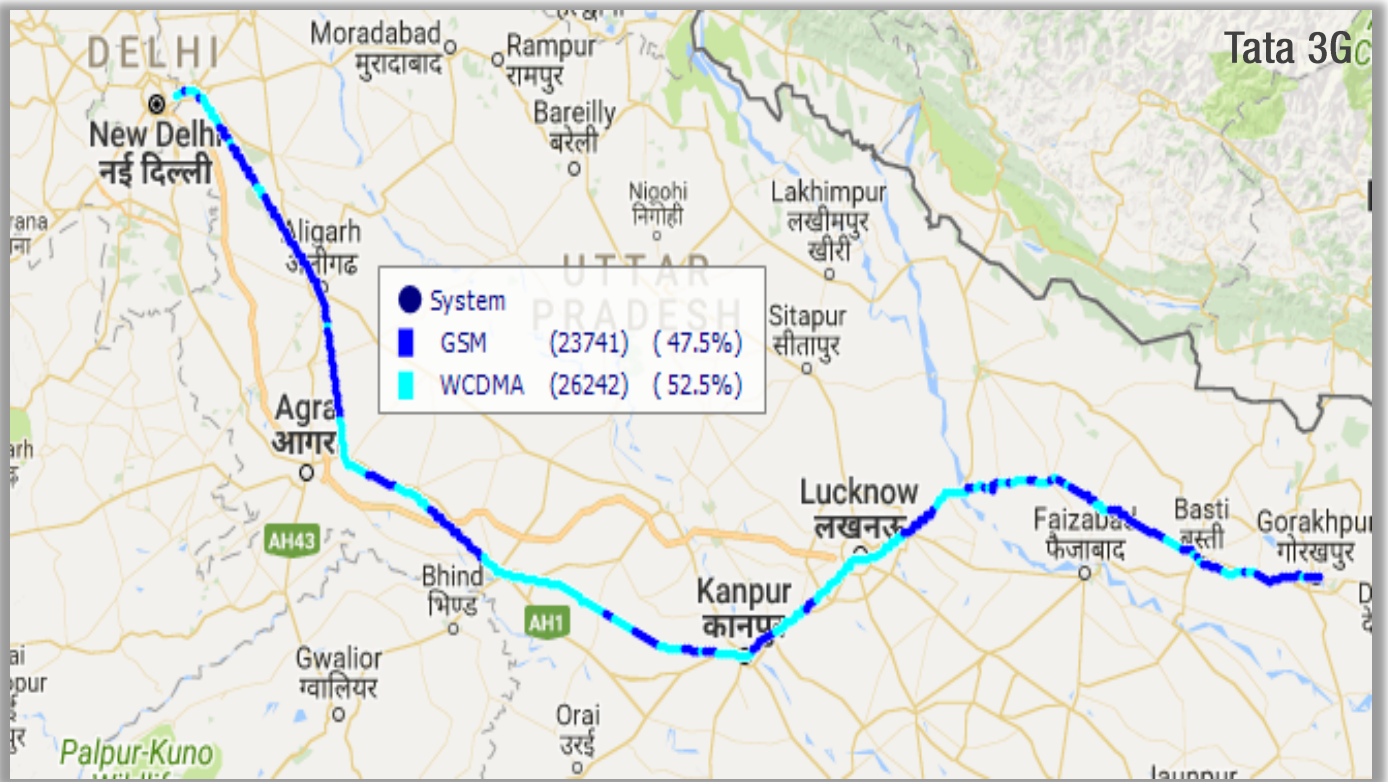 Tata 3G
DELHI
Moradabad
मुरादाबाद
Rampur
रामपुर
Bareilly
बरेली
New Delhi
नई दिल्ली
Nigohi
निगोही
Lakhimpur
लखीमपुर
खीरी
Aligarh
अलीगढ
UTTAR
PRADESH
System
GSM (23741) ( 47.5%)
WCDMA (26242) ( 52.5%)
Sitapur
सीतापुर
Agra
आगरा
Lucknow
लखनऊ
Faizabad
फैजाबाद
Basti
बस्ती
Gorakhpur
गोरखपुर
AH43
Bhind
भिण्ड
AH1
Kanpur
कानपुर
Gwalior
ग्वालियर
Orai
उरई
Palpur-Kuno